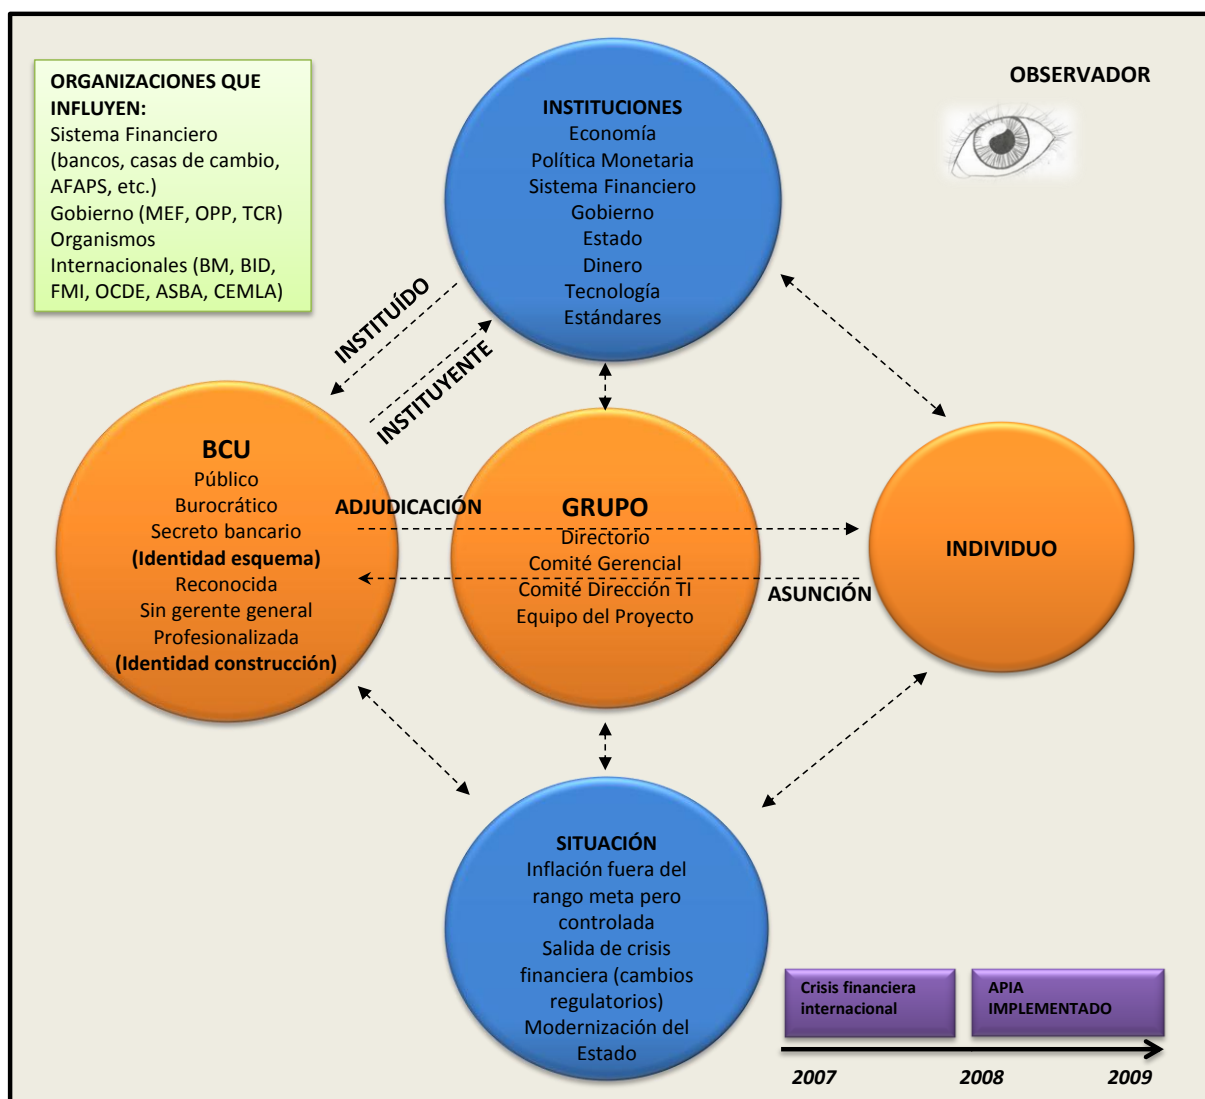 ORGANIZACIONES QUE
INFLUYEN:
Sistema Financiero
(bancos, casas de cambio,
AFAPS, etc.)
Gobierno (MEF, OPP, TCR)
Organismos
Internacionales (BM, BID,
FMI, OCDE, ASBA, CEMLA)
INSTITUCIONES
Economía
Política Monetaria
Sistema Financiero
Gobierno
Estado
Dinero
Tecnología
Estándares
OBSERVADOR
INSTITUÍDO
INSTITUYENTE
BCU
Público
Burocrático
Secreto bancario
(Identidad esquema)
Reconocida
Sin gerente general
Profesionalizada
(Identidad construcción)
ADJUDICACIÓN
GRUPO
Directorio
Comité Gerencial
Comité Dirección TI
Equipo del Proyecto
ASUNCIÓN
INDIVIDUO
SITUACIÓN
Inflación fuera del
rango meta pero
controlada
Salida de crisis
financiera (cambios
regulatorios)
Modernización del
Estado
Crisis financiera
internacional
APIA
IMPLEMENTADO
2007 2008 2009